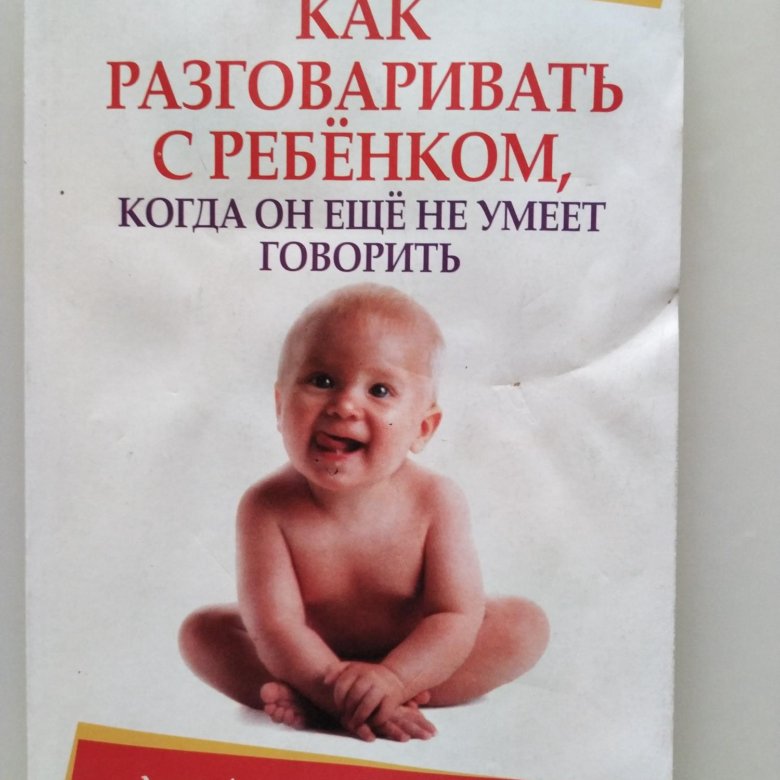 КАК
РАЗГОВАРИВАТЬ
С РЕБЁНКОМ,
КОГДА ОН ЕЩЁ НЕ УМЕЕТ
ГОВОРИТЬ